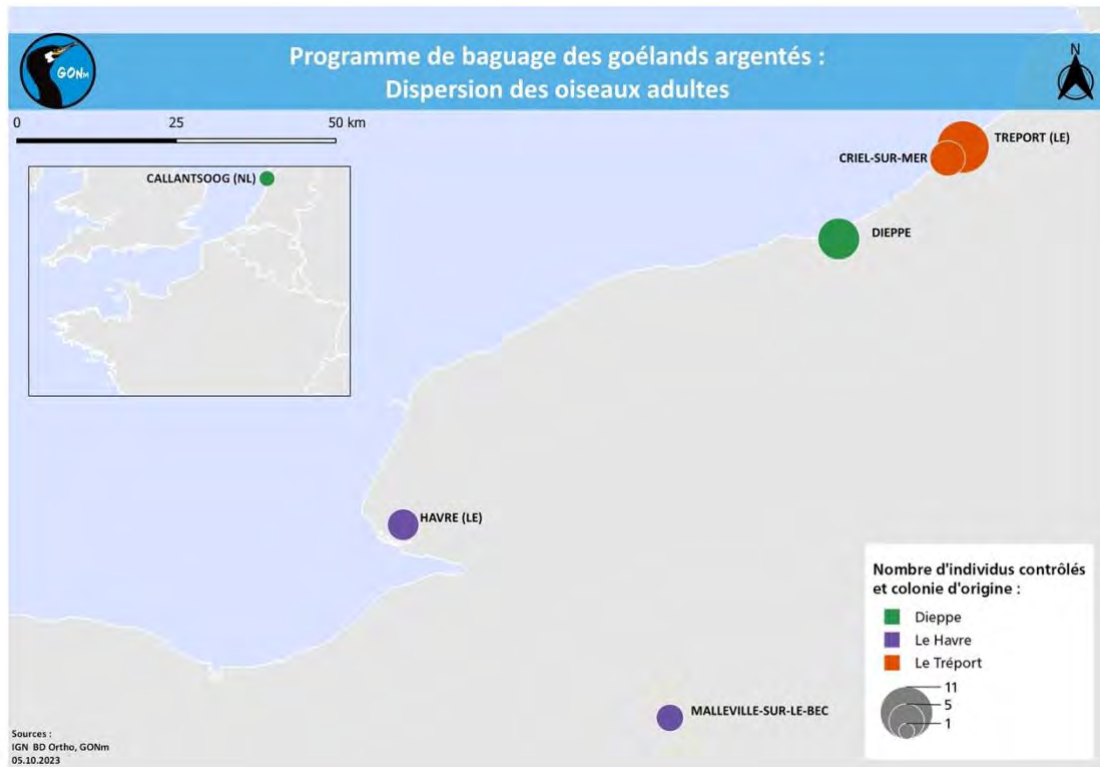 GONm
Programme de baguage des goélands argentés :
Dispersion des oiseaux adultes
N
0 25 50 km
CALLANTSOOG (NL)
TREPORT (LE)
CRIEL-SUR-MER
DIEPPE
HAVRE (LE)
MALLEVILLE-SUR-LE-BEC
Nombre d'individus contrôlés
et colonie d'origine :
Dieppe
Le Havre
Le Tréport
11
5
1
Sources :
IGN BD Ortho, GONm
05.10.2023